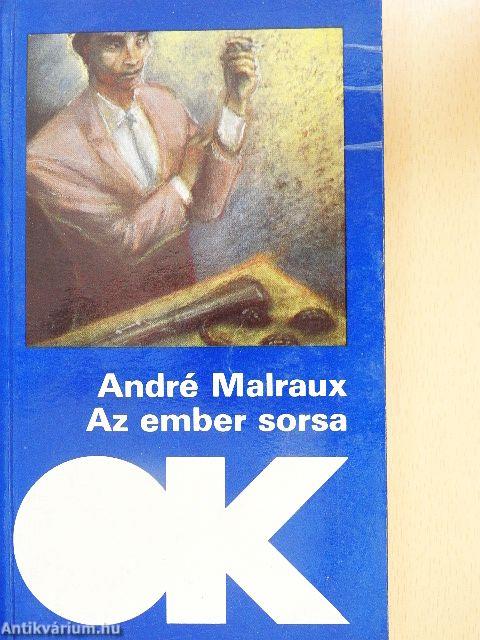 André Malraux
Az ember sorsa
OK
Antikvárium.hu